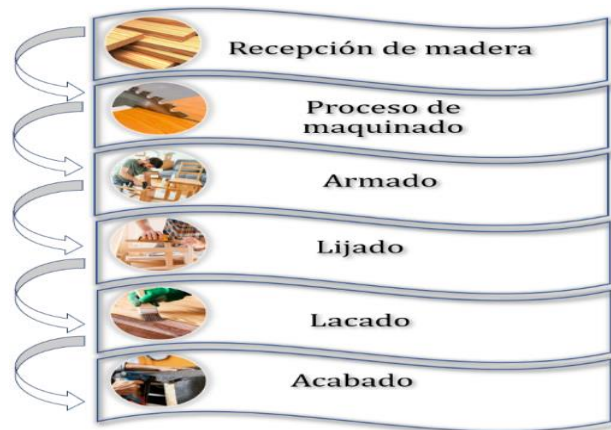 Recepción de madera
Proceso de
maquinado
Armado
Lijado
Lacado
Acabado